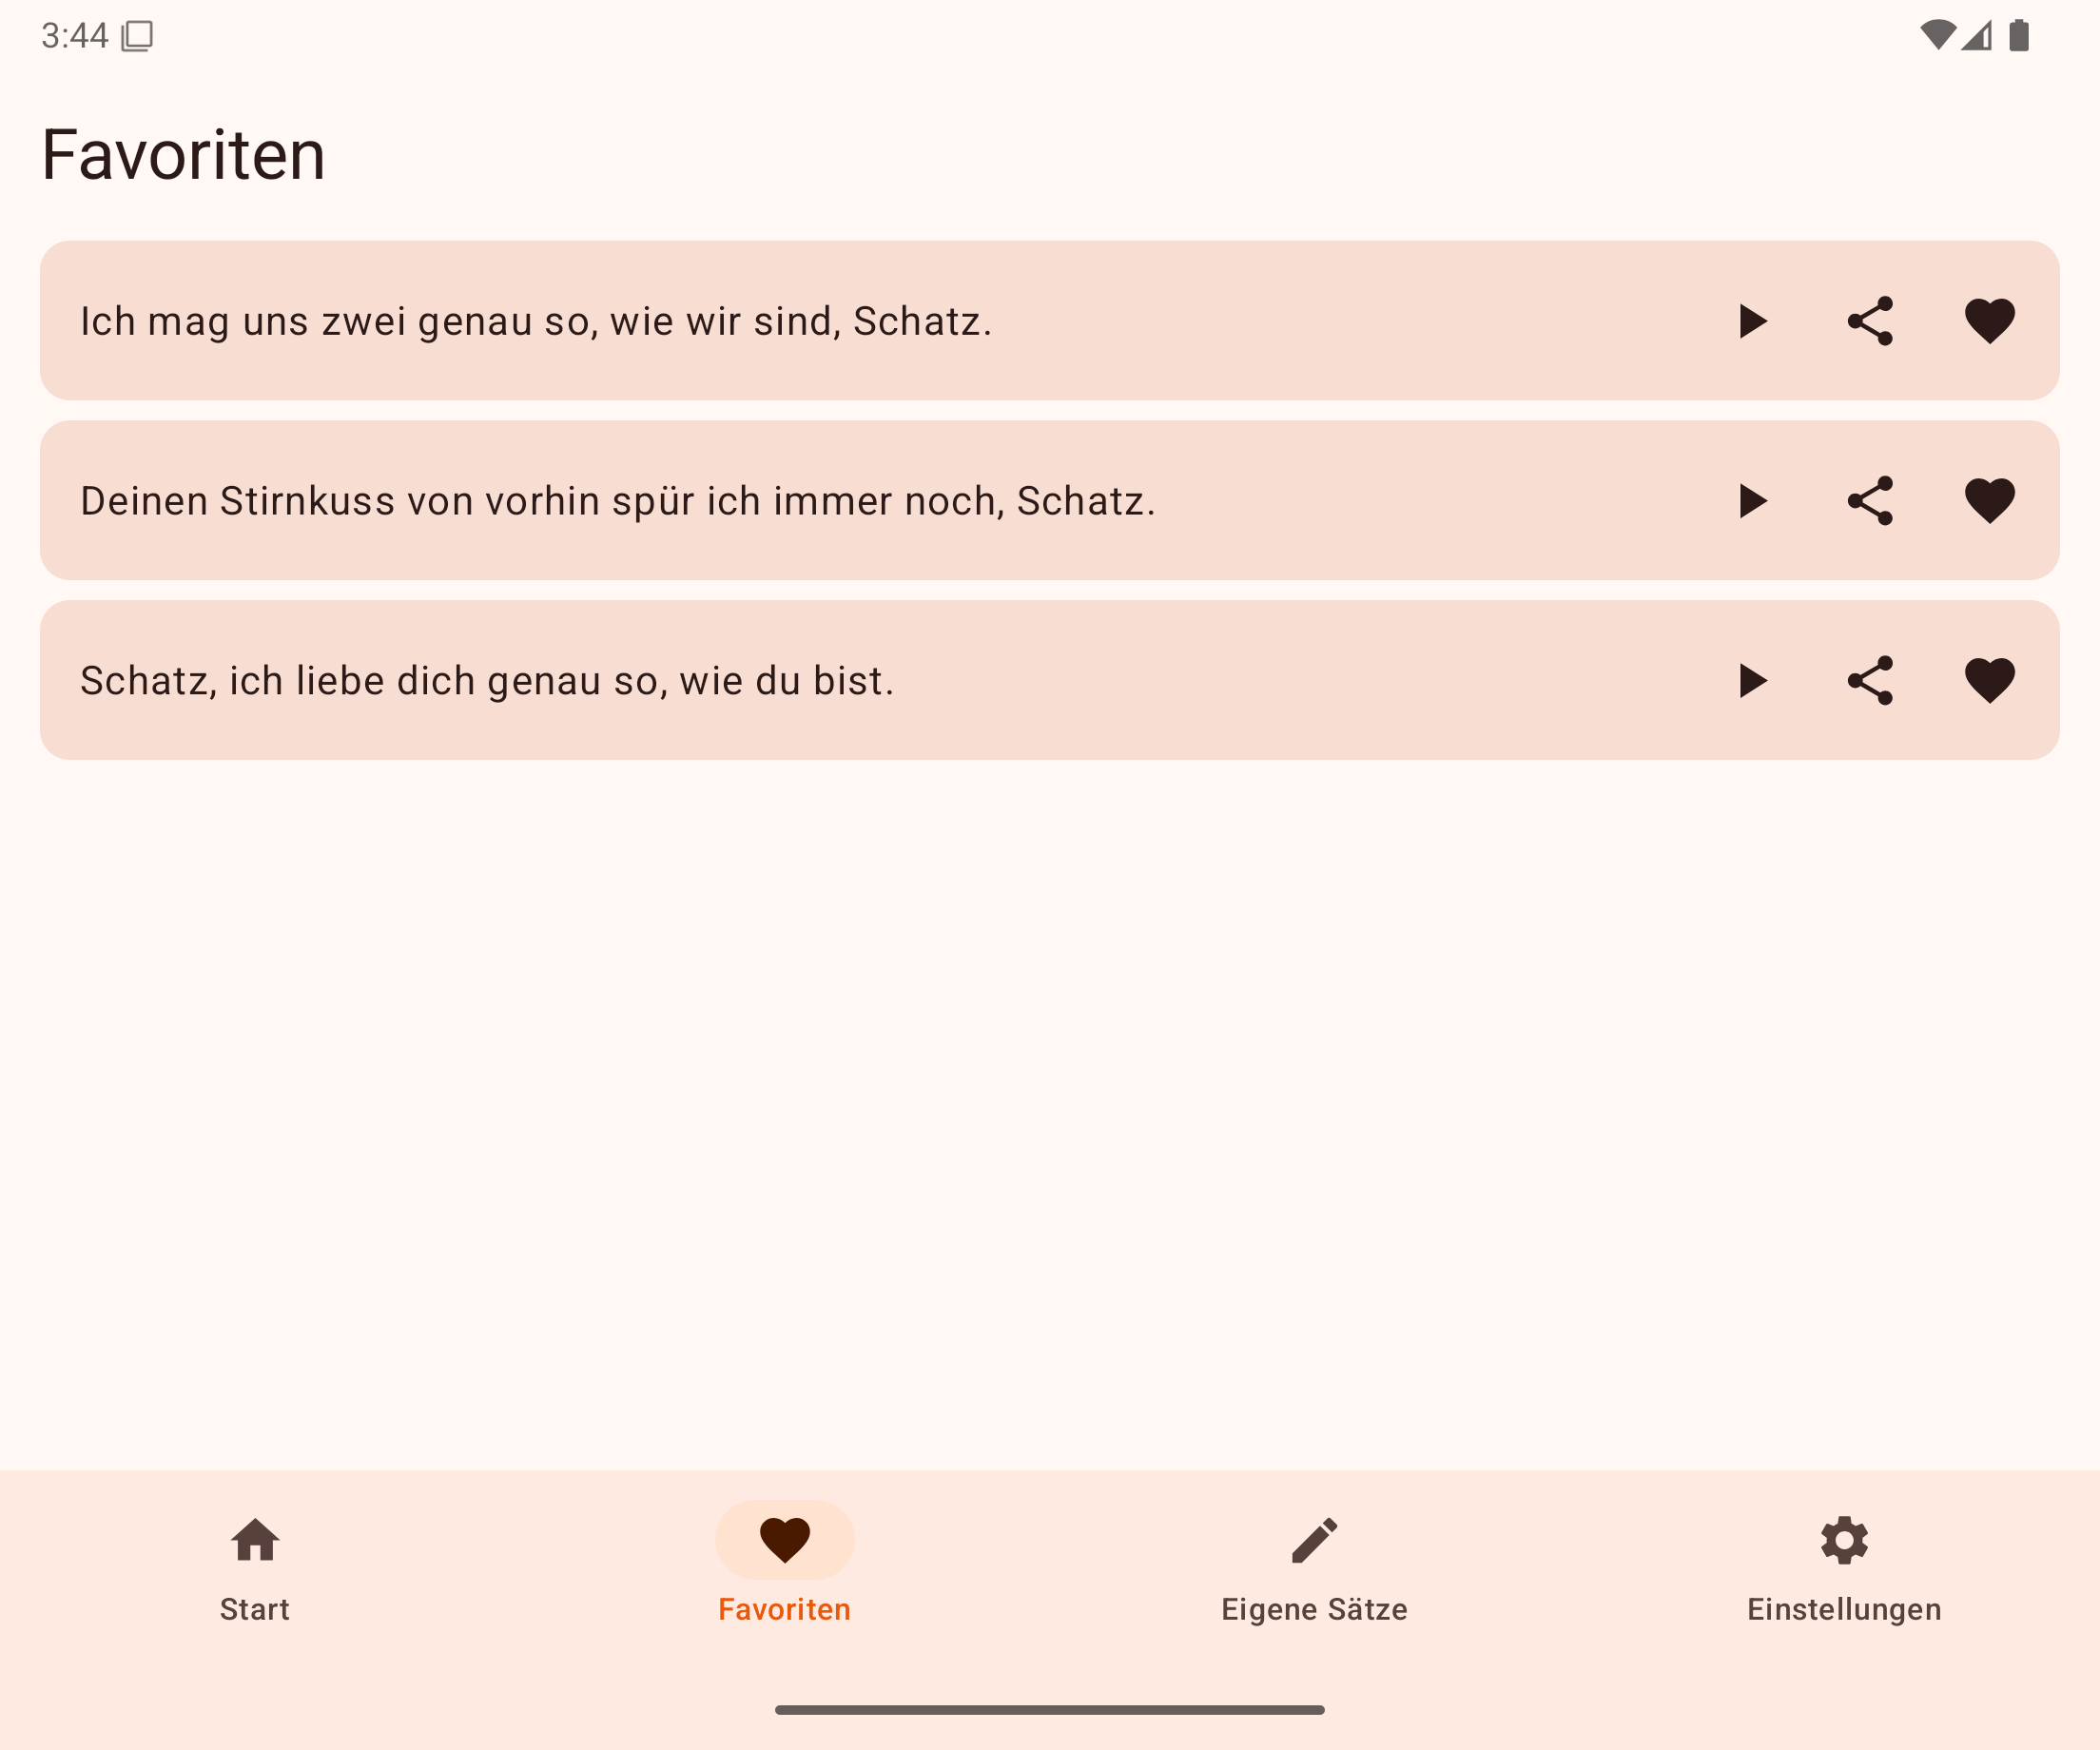 3:44
Favoriten
Ich mag uns zwei genau so, wie wir sind, Schatz.
Deinen Stirnkuss von vorhin spür ich immer noch, Schatz.
Schatz, ich liebe dich genau so, wie du bist.
Start
Favoriten
Eigene Sätze
Einstellungen